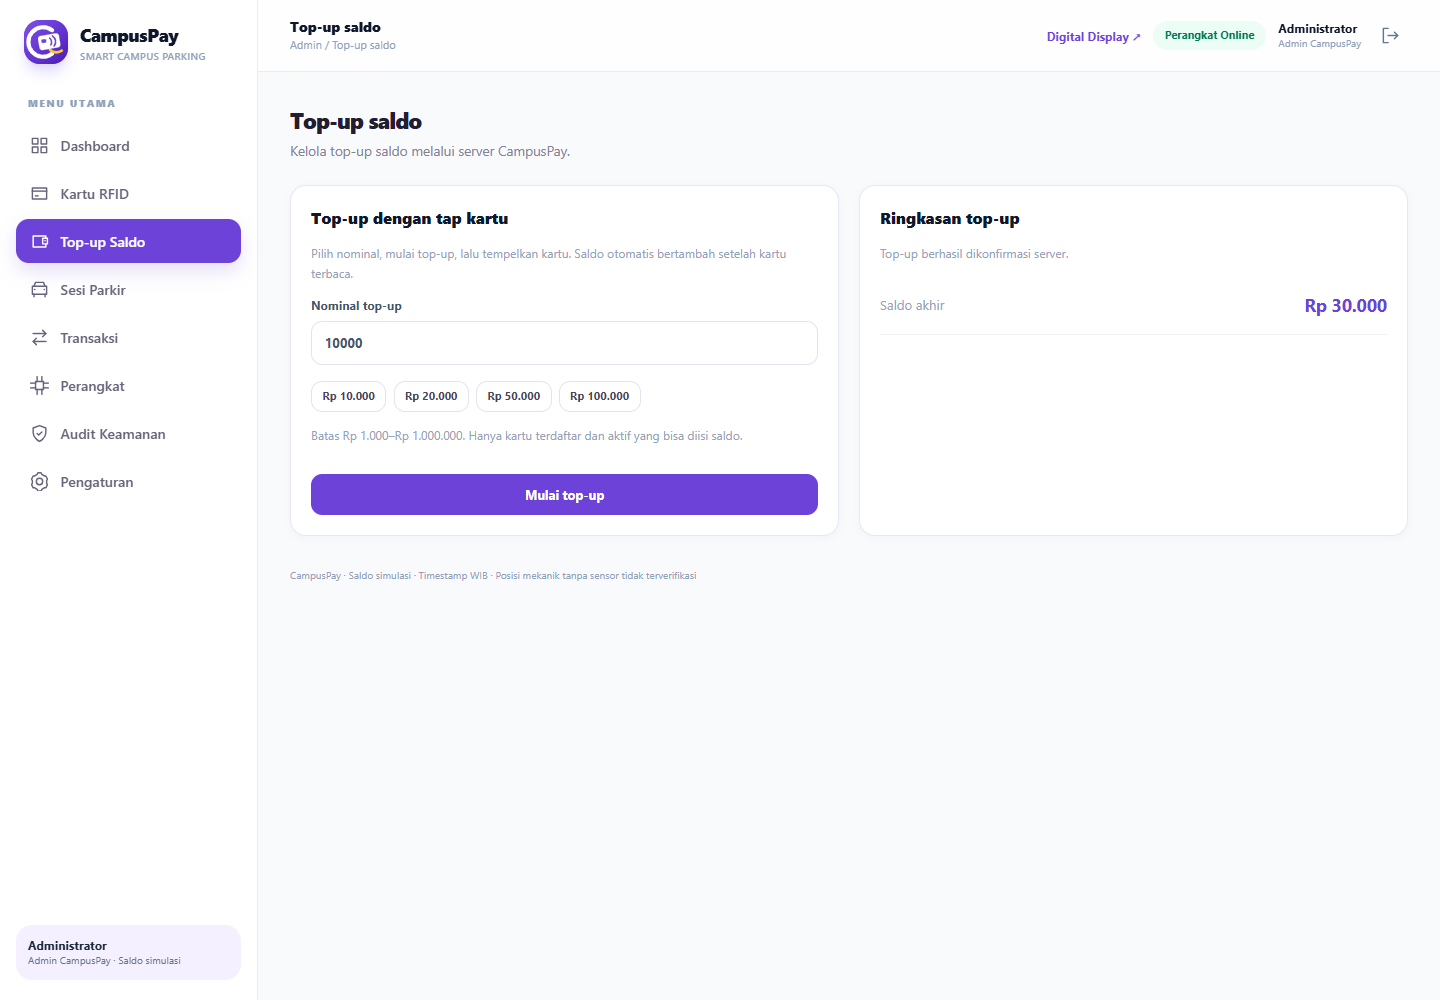 CampusPay
SMART CAMPUS PARKING
MENU UTAMA
Dashboard
Kartu RFID
Top-up Saldo
Sesi Parkir
Transaksi
Perangkat
Audit Keamanan
Pengaturan
Administrator
Admin CampusPay · Saldo simulasi
Top-up saldo
Admin / Top-up saldo
Digital Display ↗
Perangkat Online
Administrator
Admin CampusPay
Top-up saldo
Kelola top-up saldo melalui server CampusPay.
Top-up dengan tap kartu
Pilih nominal, mulai top-up, lalu tempelkan kartu. Saldo otomatis bertambah setelah kartu
terbaca.
Nominal top-up
10000
Rp 10.000
Rp 20.000
Rp 50.000
Rp 100.000
Batas Rp 1.000–Rp 1.000.000. Hanya kartu terdaftar dan aktif yang bisa diisi saldo.
Mulai top-up
Ringkasan top-up
Top-up berhasil dikonfirmasi server.
Saldo akhir
Rp 30.000
CampusPay · Saldo simulasi · Timestamp WIB · Posisi mekanik tanpa sensor tidak terverifikasi